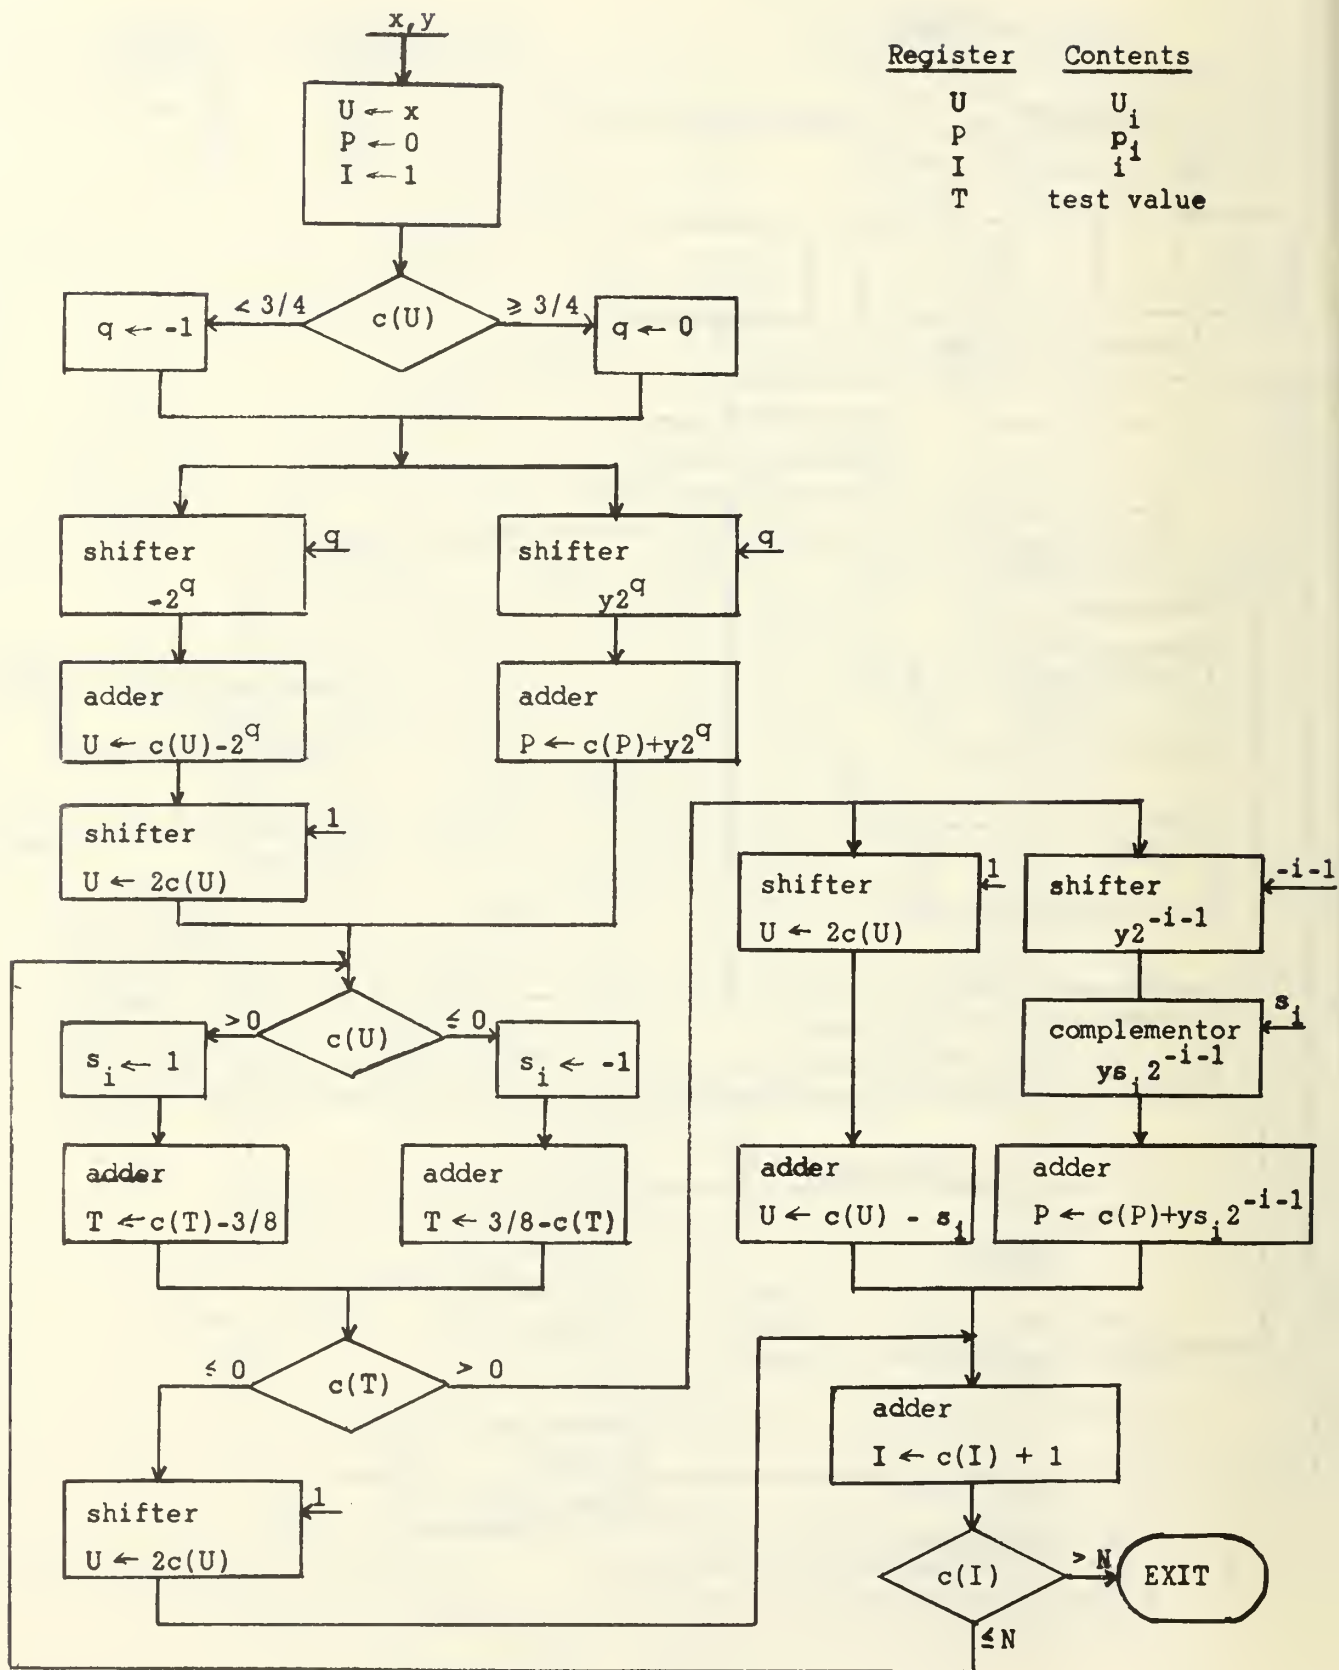 x, y
Register Contents
U U_i
P p_i
I i
T test value
U ← x
P ← 0
I ← 1
< 3/4
c(U)
≥ 3/4
q ← -1
q ← 0
shifter
-2^q
q
shifter
y2^q
q
adder
U ← c(U)-2^q
adder
P ← c(P)+y2^q
shifter
U ← 2c(U)
1
shifter
U ← 2c(U)
1
shifter
y2^-i-1
-i-1
>0
c(U)
≤ 0
s_i ← 1
s_i ← -1
complementor
ys_i 2^-i-1
s_i
adder
T ← c(T)-3/8
adder
T ← 3/8-c(T)
adder
U ← c(U) - s_i
adder
P ← c(P)+ys_i 2^-i-1
≤ 0
c(T)
> 0
adder
I ← c(I) + 1
shifter
U ← 2c(U)
1
c(I)
> N
EXIT
≤N